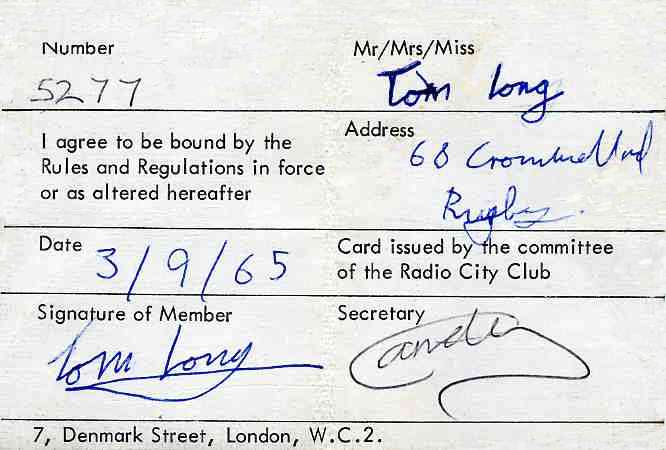 Number
5277
Mr/Mrs/Miss
Tom Long
I agree to be bound by the
Rules and Regulations in force
or as altered hereafter
Address
68 Cromwell Rd
Rugby.
Date
3/9/65
Card issued by the committee
of the Radio City Club
Signature of Member
Tom Long
Secretary
7, Denmark Street, London, W.C.2.